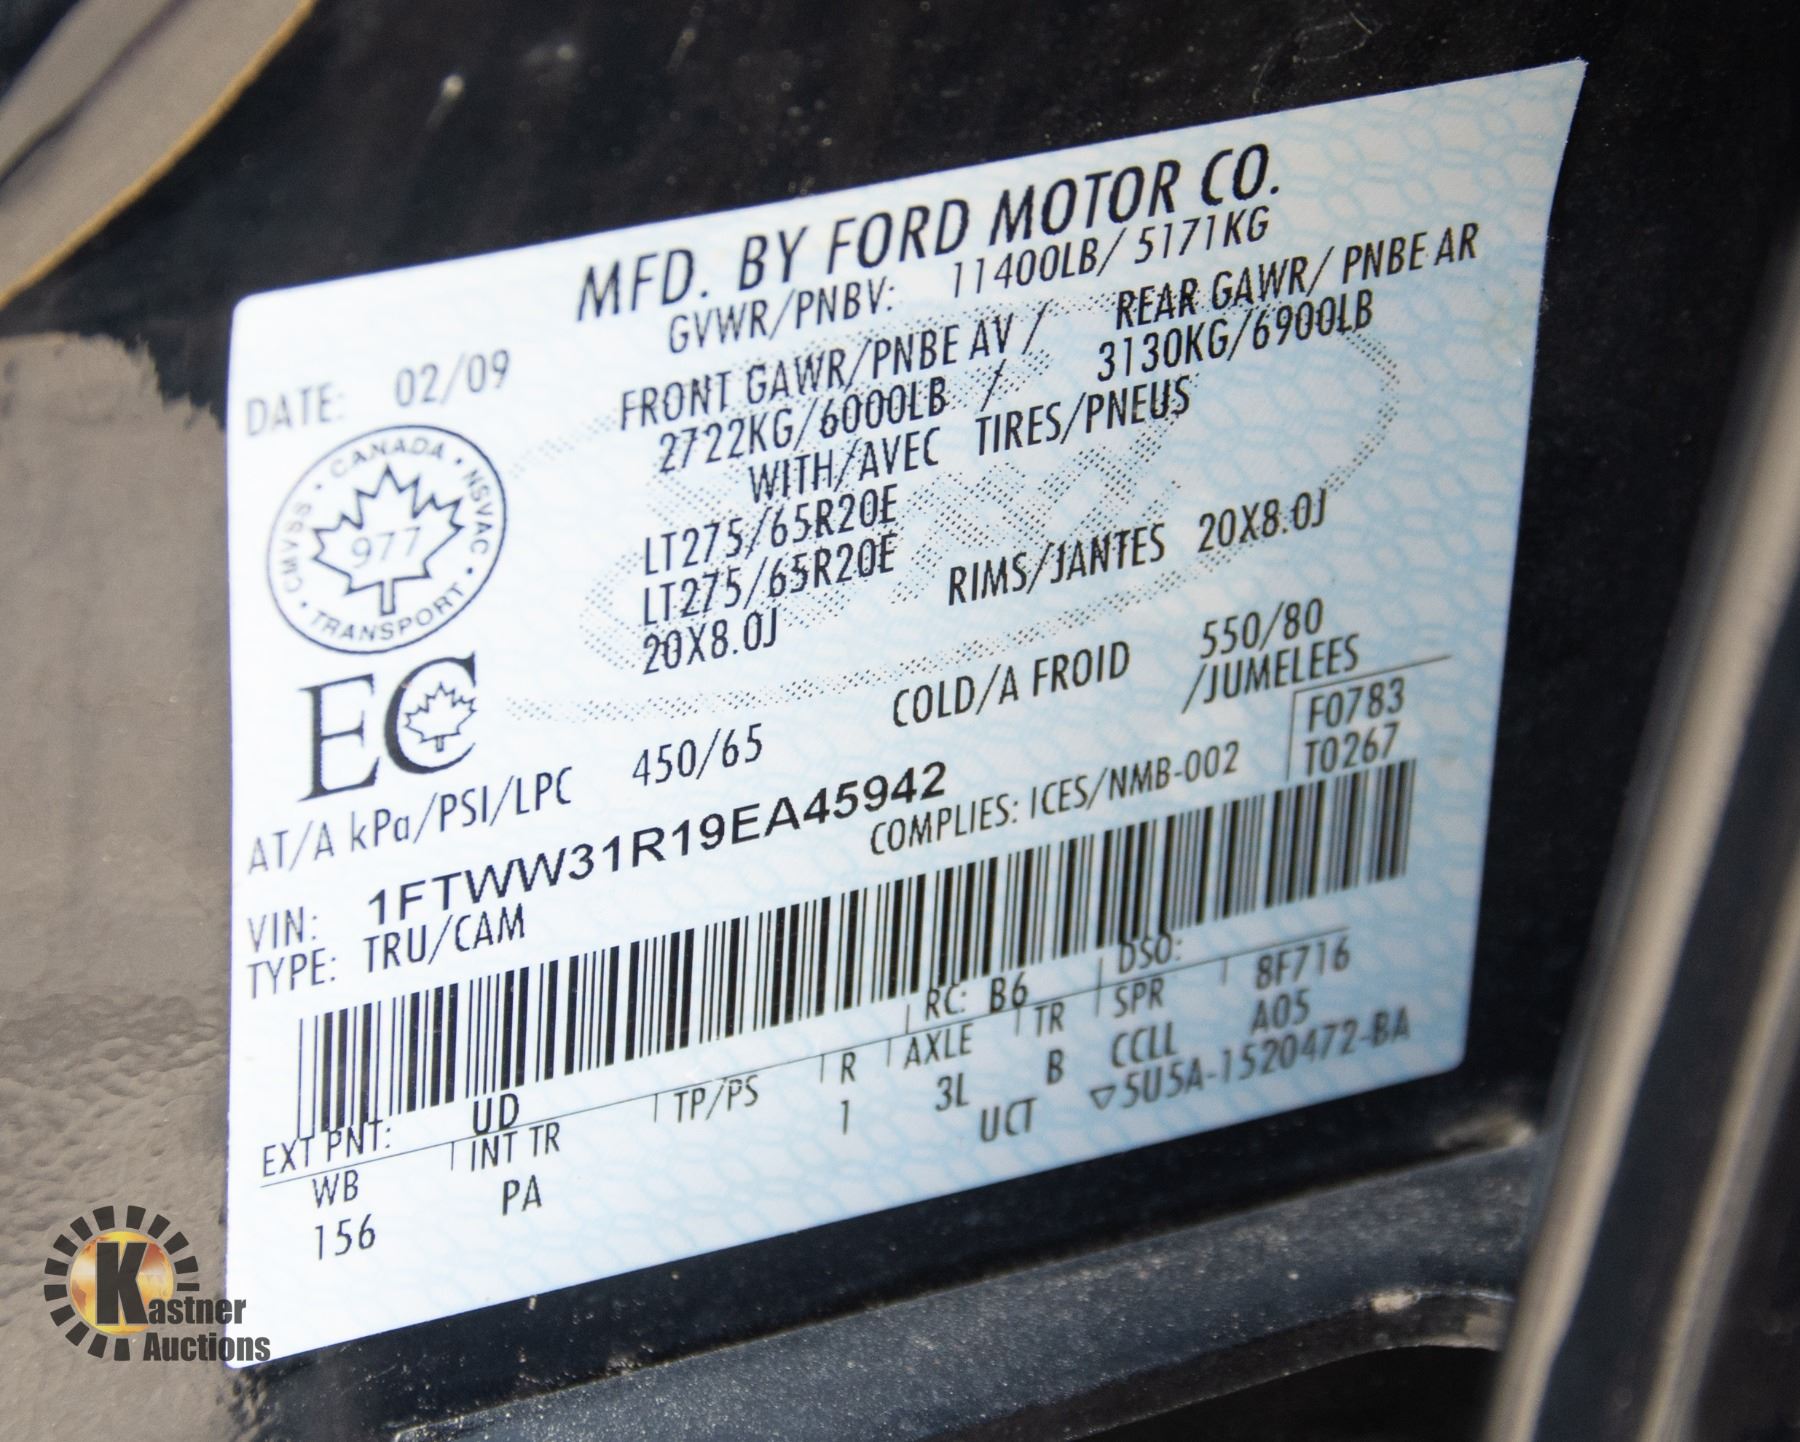 MFD. BY FORD MOTOR CO.
DATE: 02/09
GVWR/PNBV: 11400LB/ 5171KG
FRONT GAWR/PNBE AV / REAR GAWR/ PNBE AR
2722KG/6000LB / 3130KG/6900LB
WITH/AVEC TIRES/PNEUS
LT275/65R20E
LT275/65R20E
20X8.0J RIMS/JANTES 20X8.0J
CANADA
CMVSS NSVAC
977
TRANSPORT
EC
AT/A kPa/PSI/LPC 450/65 COLD/A FROID 550/80
/JUMELEES
VIN: 1FTWW31R19EA45942
COMPLIES: ICES/NMB-002
F0783
T0267
TYPE: TRU/CAM
EXT PNT: UD RC: B6 DSO:
WB INT TR TP/PS R AXLE TR SPR 8F716
156 PA 1 3L B CCLL A05
UCT ▽5U5A-1520472-BA
Kastner
Auctions